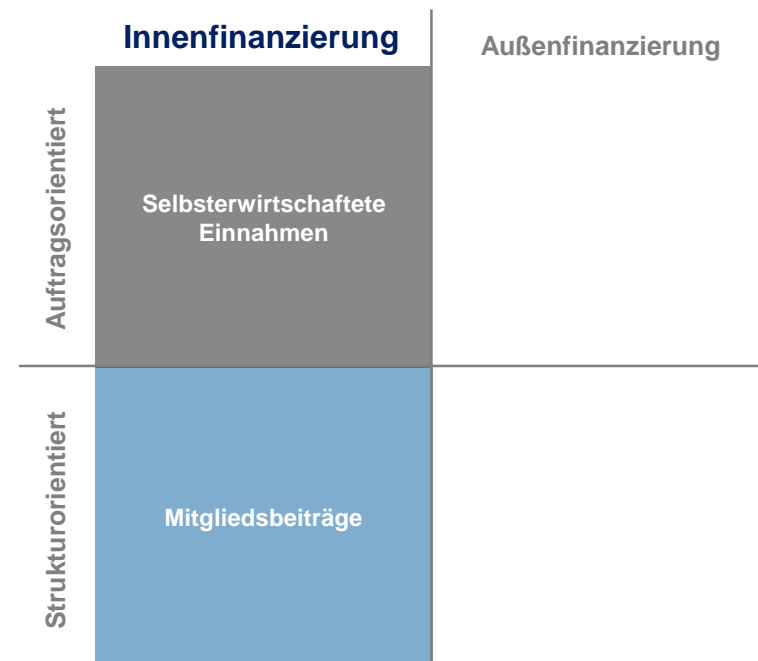 Innenfinanzierung
Außenfinanzierung
Auftragsorientiert
Selbsterwirtschaftete
Einnahmen
Strukturorientiert
Mitgliedsbeiträge